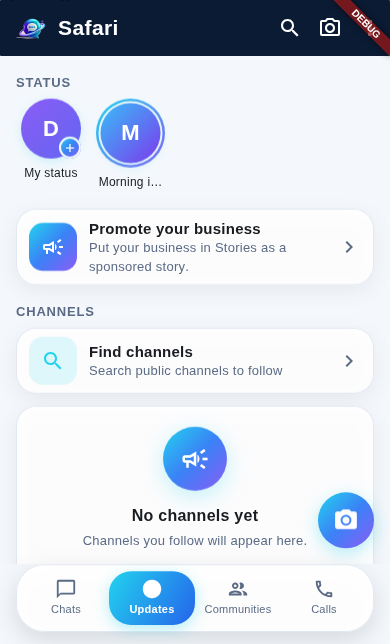 Safari
DEBUG
STATUS
D
M
My status
Morning i...
Promote your business
Put your business in Stories as a
sponsored story.
CHANNELS
Find channels
Search public channels to follow
No channels yet
Channels you follow will appear here.
Chats
Updates
Communities
Calls